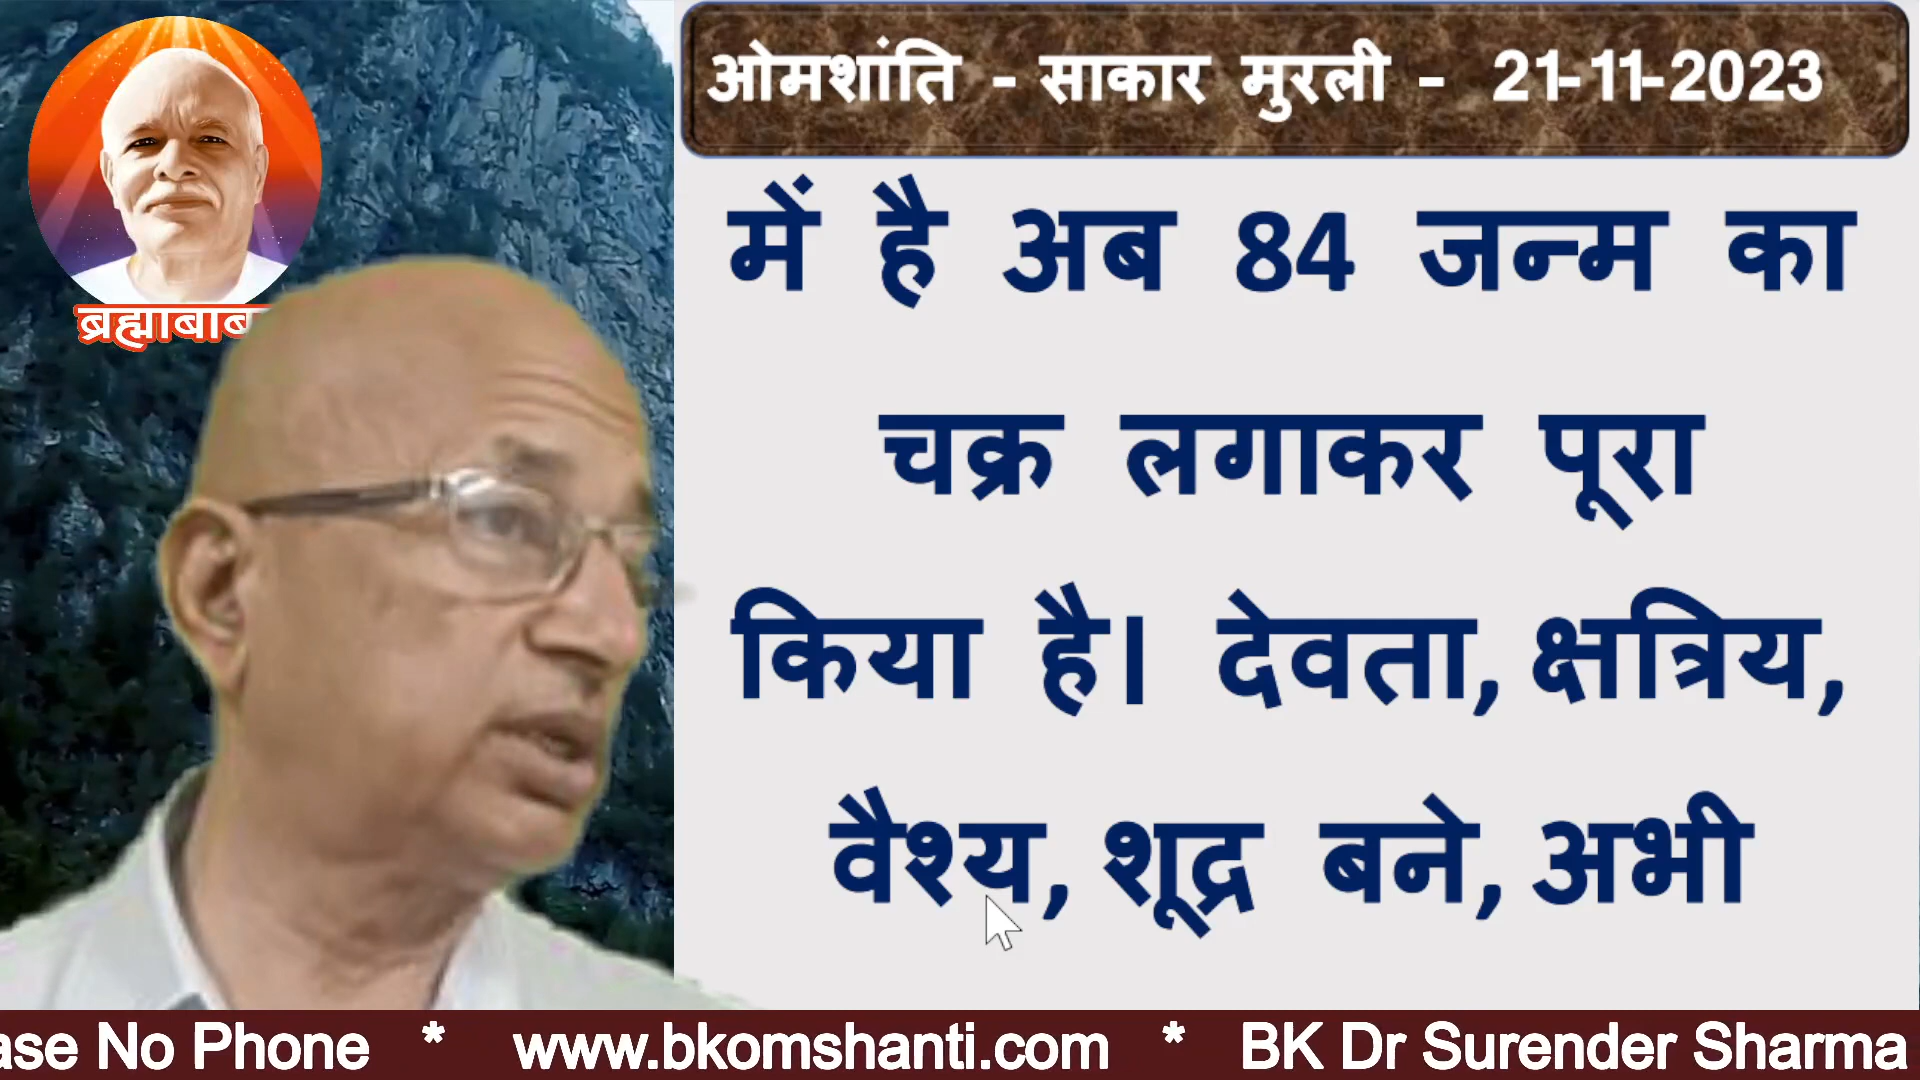 ओमशांति - साकार मुरली - 21-11-2023
ब्रह्माबाब
में है अब 84 जन्म का
चक्र लगाकर पूरा
किया है। देवता, क्षत्रिय,
वैश्य, शूद्र बने, अभी
ase No Phone * www.bkomshanti.com * BK Dr Surender Sharma